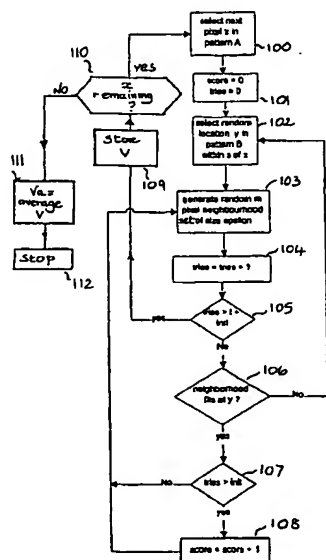 select next
pixel x in
pattern A
100
110
yes
x
remaining
?
No
score = 0
tries = 0
101
102
select random
location y in
pattern B
within s of x
Store
V
109
111
Va =
average
V
Stop
112
103
generate random m
pixel neighbourhood
of size epsilon
104
tries = tries +
105
yes
tries > t +
init
No
106
neighborhood
fits at y ?
No
yes
107
tries > init
No
yes
108
score = score + 1